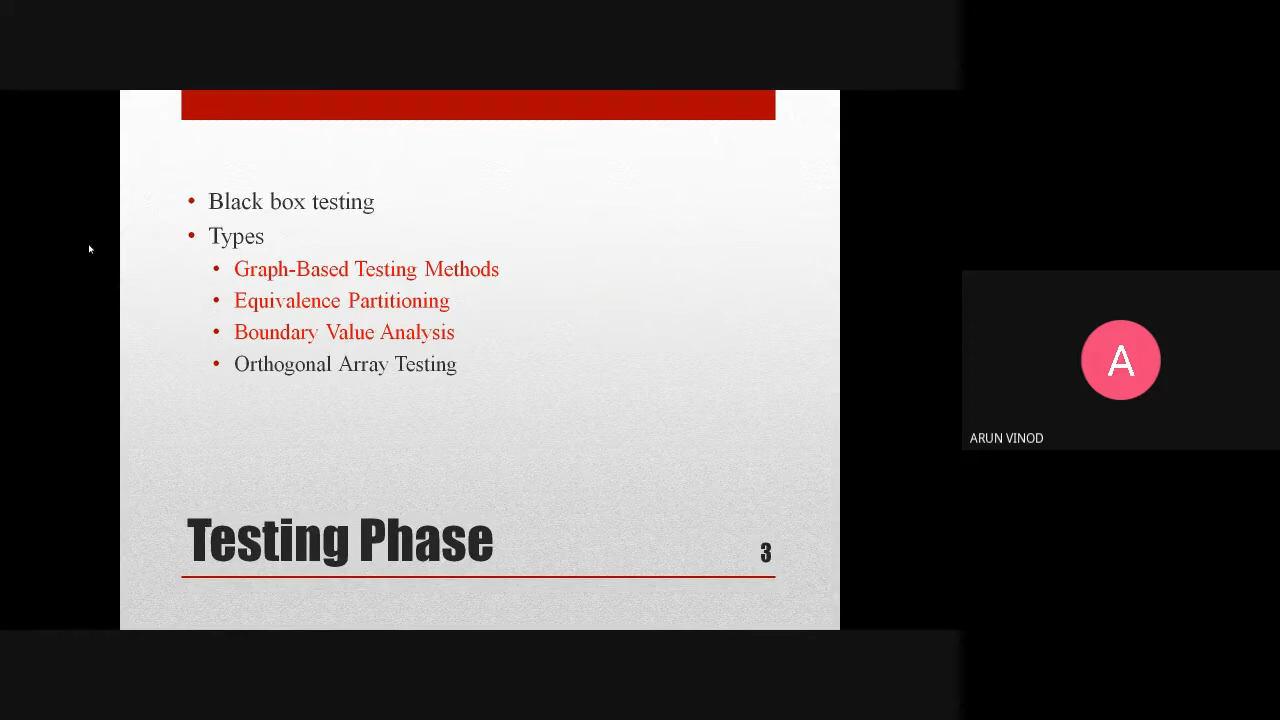 • Black box testing
• Types
• Graph-Based Testing Methods
• Equivalence Partitioning
• Boundary Value Analysis
• Orthogonal Array Testing
Testing Phase
3
A
ARUN VINOD